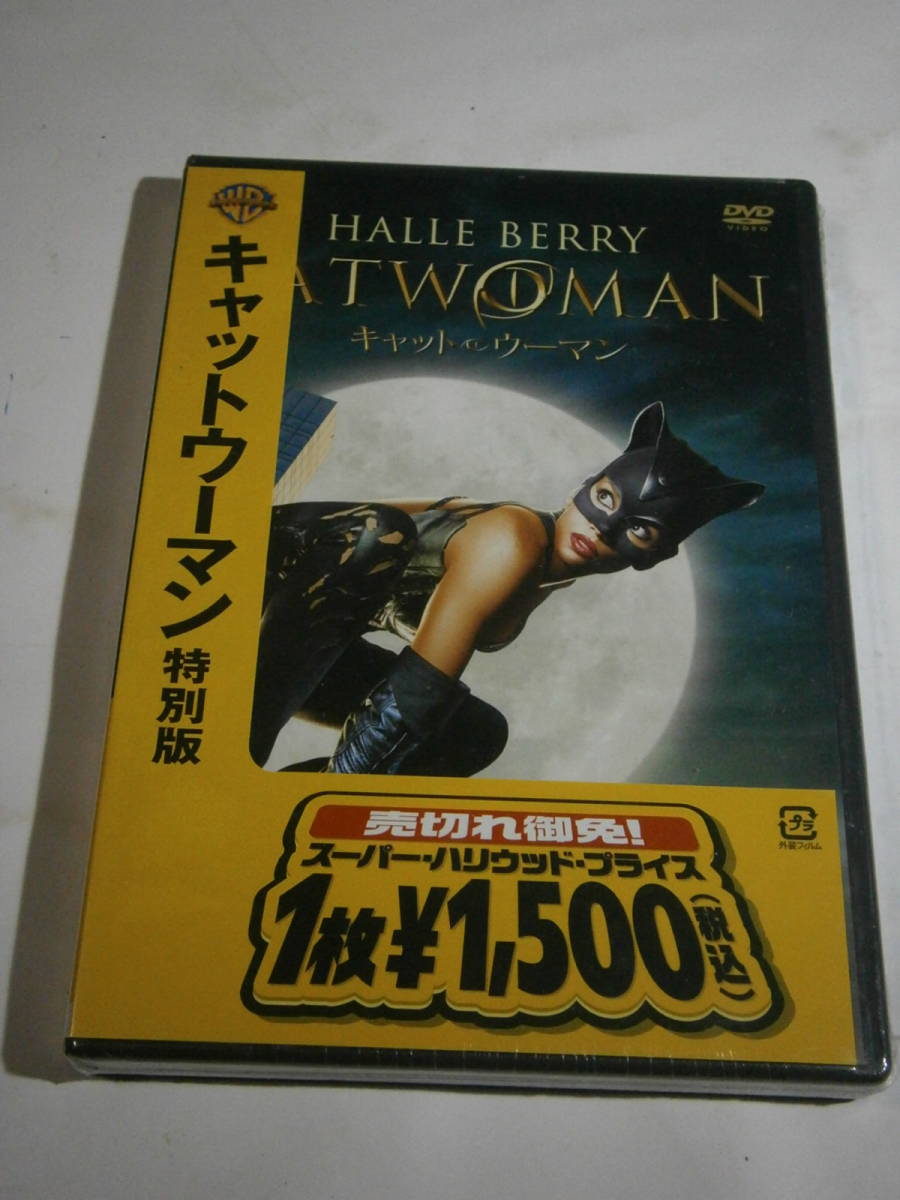 キャットウーマン 特別版
HALLE BERRY
ATWOMAN
キャットウーマン
DVD
VIDEO
売切れ御免!
スーパー・ハリウッド・プライス
1枚¥1,500(税込)
プラ
外装フィルム